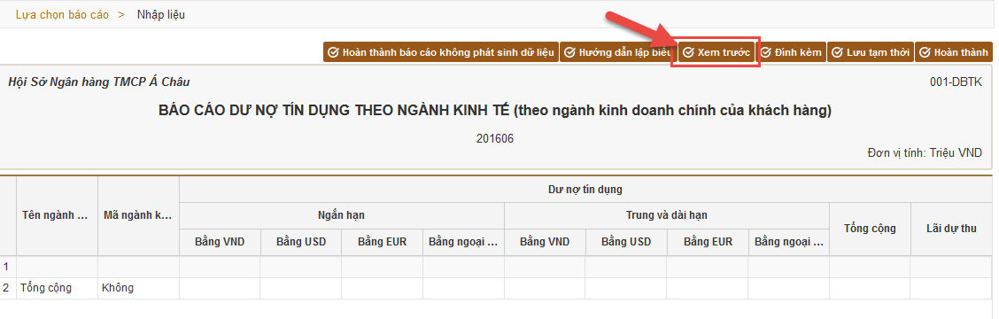 Lựa chọn báo cáo > Nhập liệu
Hoàn thành báo cáo không phát sinh dữ liệu Hướng dẫn lập biểu Xem trước Đính kèm Lưu tạm thời Hoàn thành
Hội Sở Ngân hàng TMCP Á Châu 001-DBTK
BÁO CÁO DƯ NỢ TÍN DỤNG THEO NGÀNH KINH TẾ (theo ngành kinh doanh chính của khách hàng)
201606
Đơn vị tính: Triệu VND
Dư nợ tín dụng
Tên ngành ... Mã ngành k... Ngắn hạn Trung và dài hạn Tổng cộng Lãi dự thu
Bằng VND Bằng USD Bằng EUR Bằng ngoại ... Bằng VND Bằng USD Bằng EUR Bằng ngoại ...
1
2 Tổng cộng Không